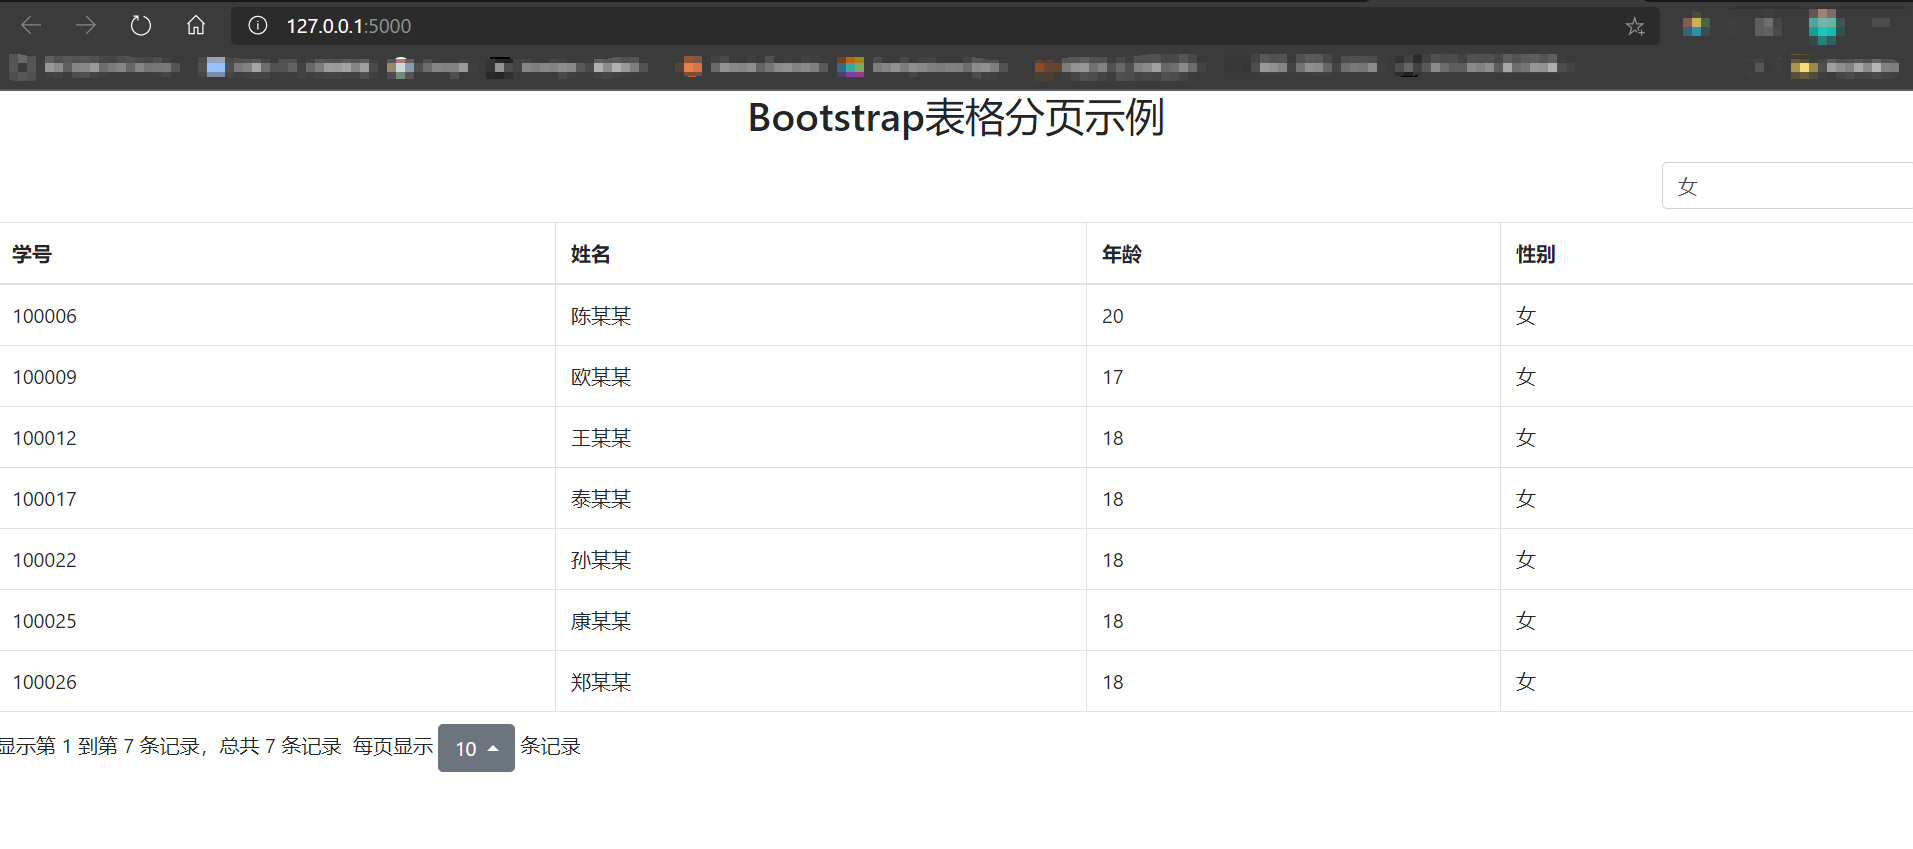 127.0.0.1:5000
Bootstrap表格分页示例
女
学号 姓名 年龄 性别
100006 陈某某 20 女
100009 欧某某 17 女
100012 王某某 18 女
100017 泰某某 18 女
100022 孙某某 18 女
100025 康某某 18 女
100026 郑某某 18 女
显示第 1 到第 7 条记录，总共 7 条记录 每页显示 10 条记录